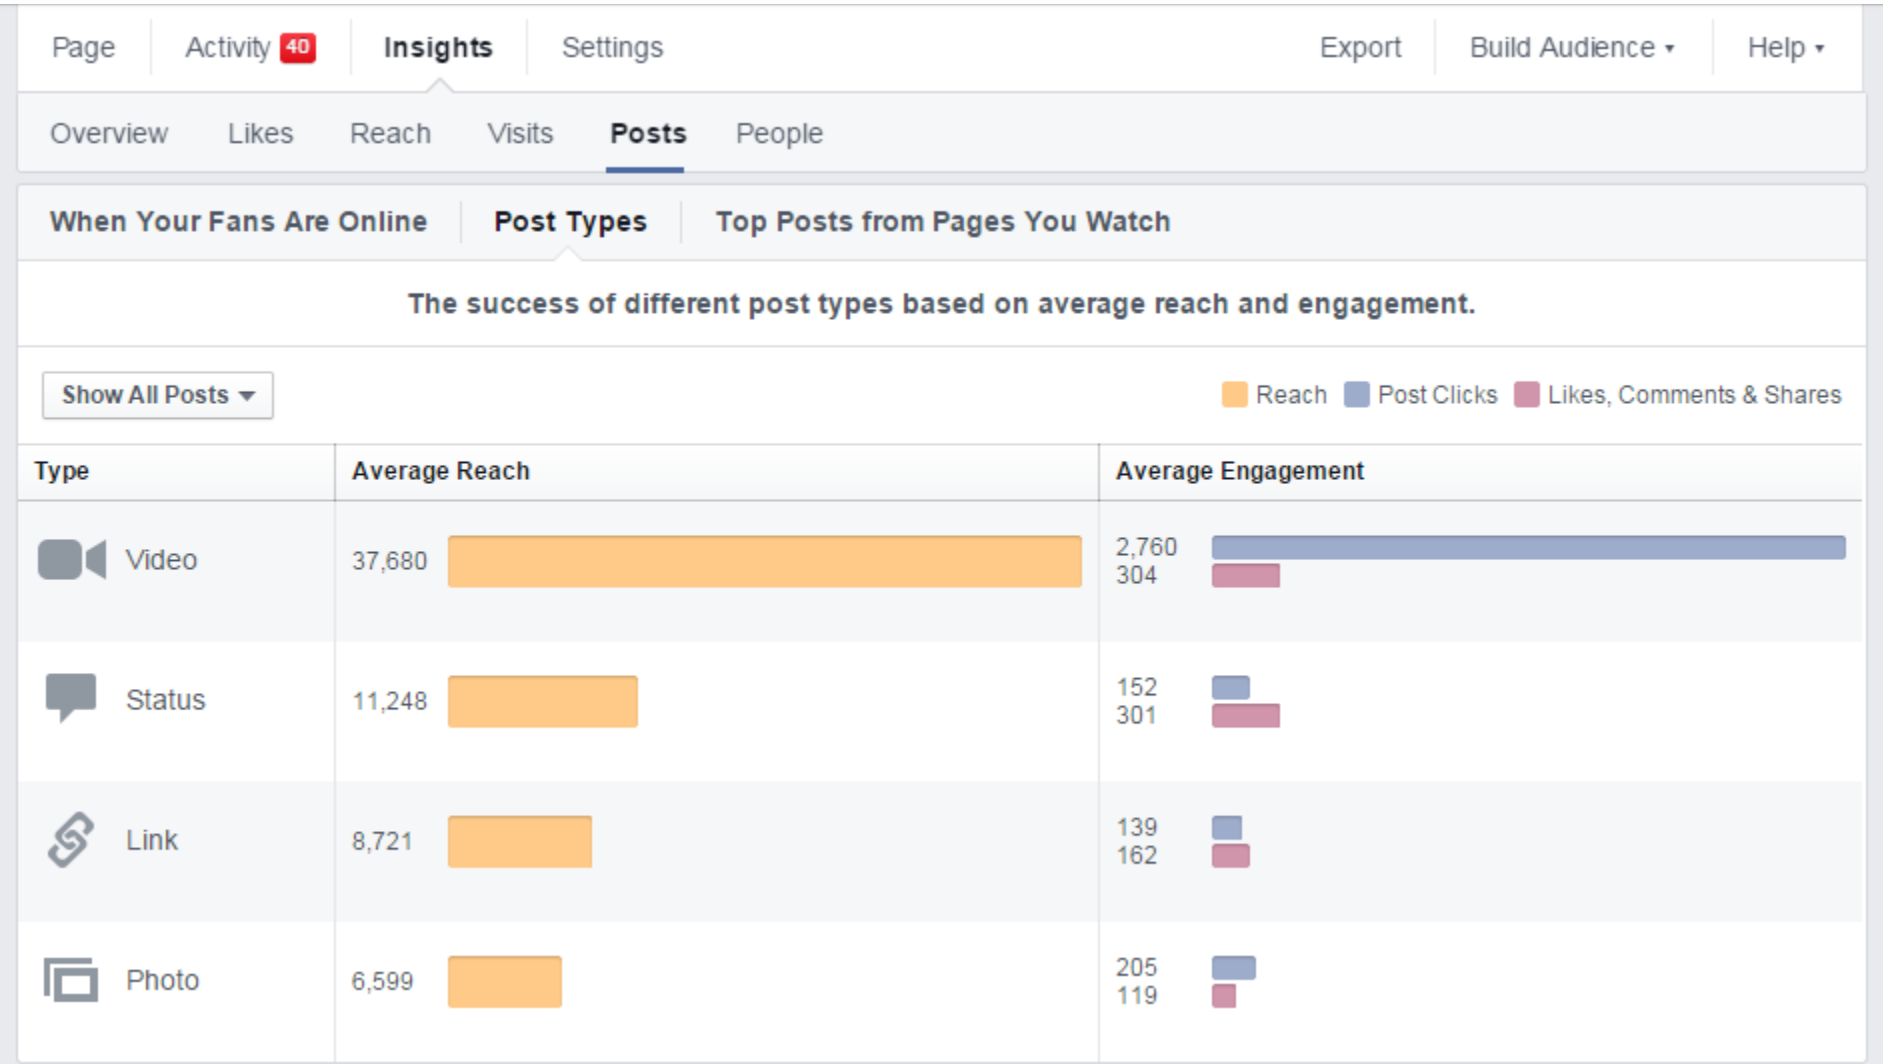 Page Activity 40 Insights Settings Export Build Audience Help
Overview Likes Reach Visits Posts People
When Your Fans Are Online Post Types Top Posts from Pages You Watch
The success of different post types based on average reach and engagement.
Show All Posts Reach Post Clicks Likes, Comments & Shares
Type Average Reach Average Engagement
Video 37,680 2,760
304
Status 11,248 152
301
Link 8,721 139
162
Photo 6,599 205
119